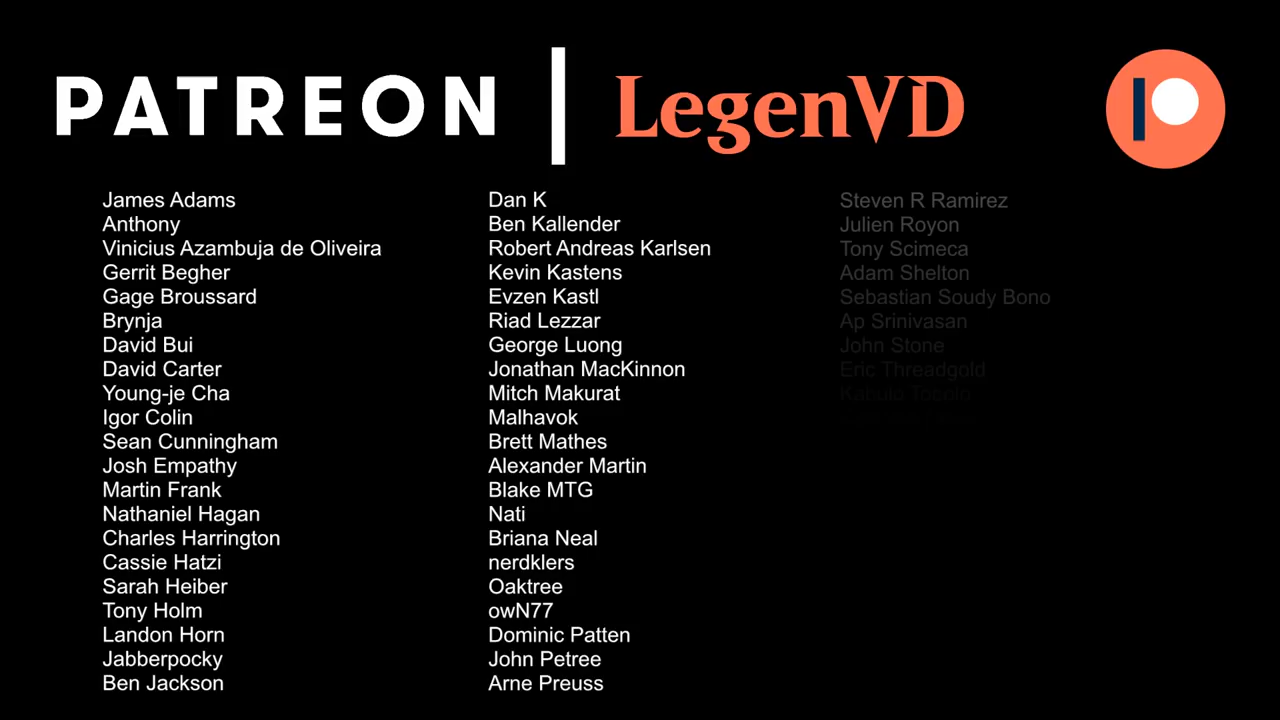 PATREON | LegenVD
James Adams
Anthony
Vinicius Azambuja de Oliveira
Gerrit Begher
Gage Broussard
Brynja
David Bui
David Carter
Young-je Cha
Igor Colin
Sean Cunningham
Josh Empathy
Martin Frank
Nathaniel Hagan
Charles Harrington
Cassie Hatzi
Sarah Heiber
Tony Holm
Landon Horn
Jabberpocky
Ben Jackson
Dan K
Ben Kallender
Robert Andreas Karlsen
Kevin Kastens
Evzen Kastl
Riad Lezzar
George Luong
Jonathan MacKinnon
Mitch Makurat
Malhavok
Brett Mathes
Alexander Martin
Blake MTG
Nati
Briana Neal
nerdklers
Oaktree
owN77
Dominic Patten
John Petree
Arne Preuss
Steven R Ramirez
Julien Royon
Tony Scimeca
Adam Shelton
Sebastian Soudy Bono
Ap Srinivasan
John Stone
Eric Threadgold